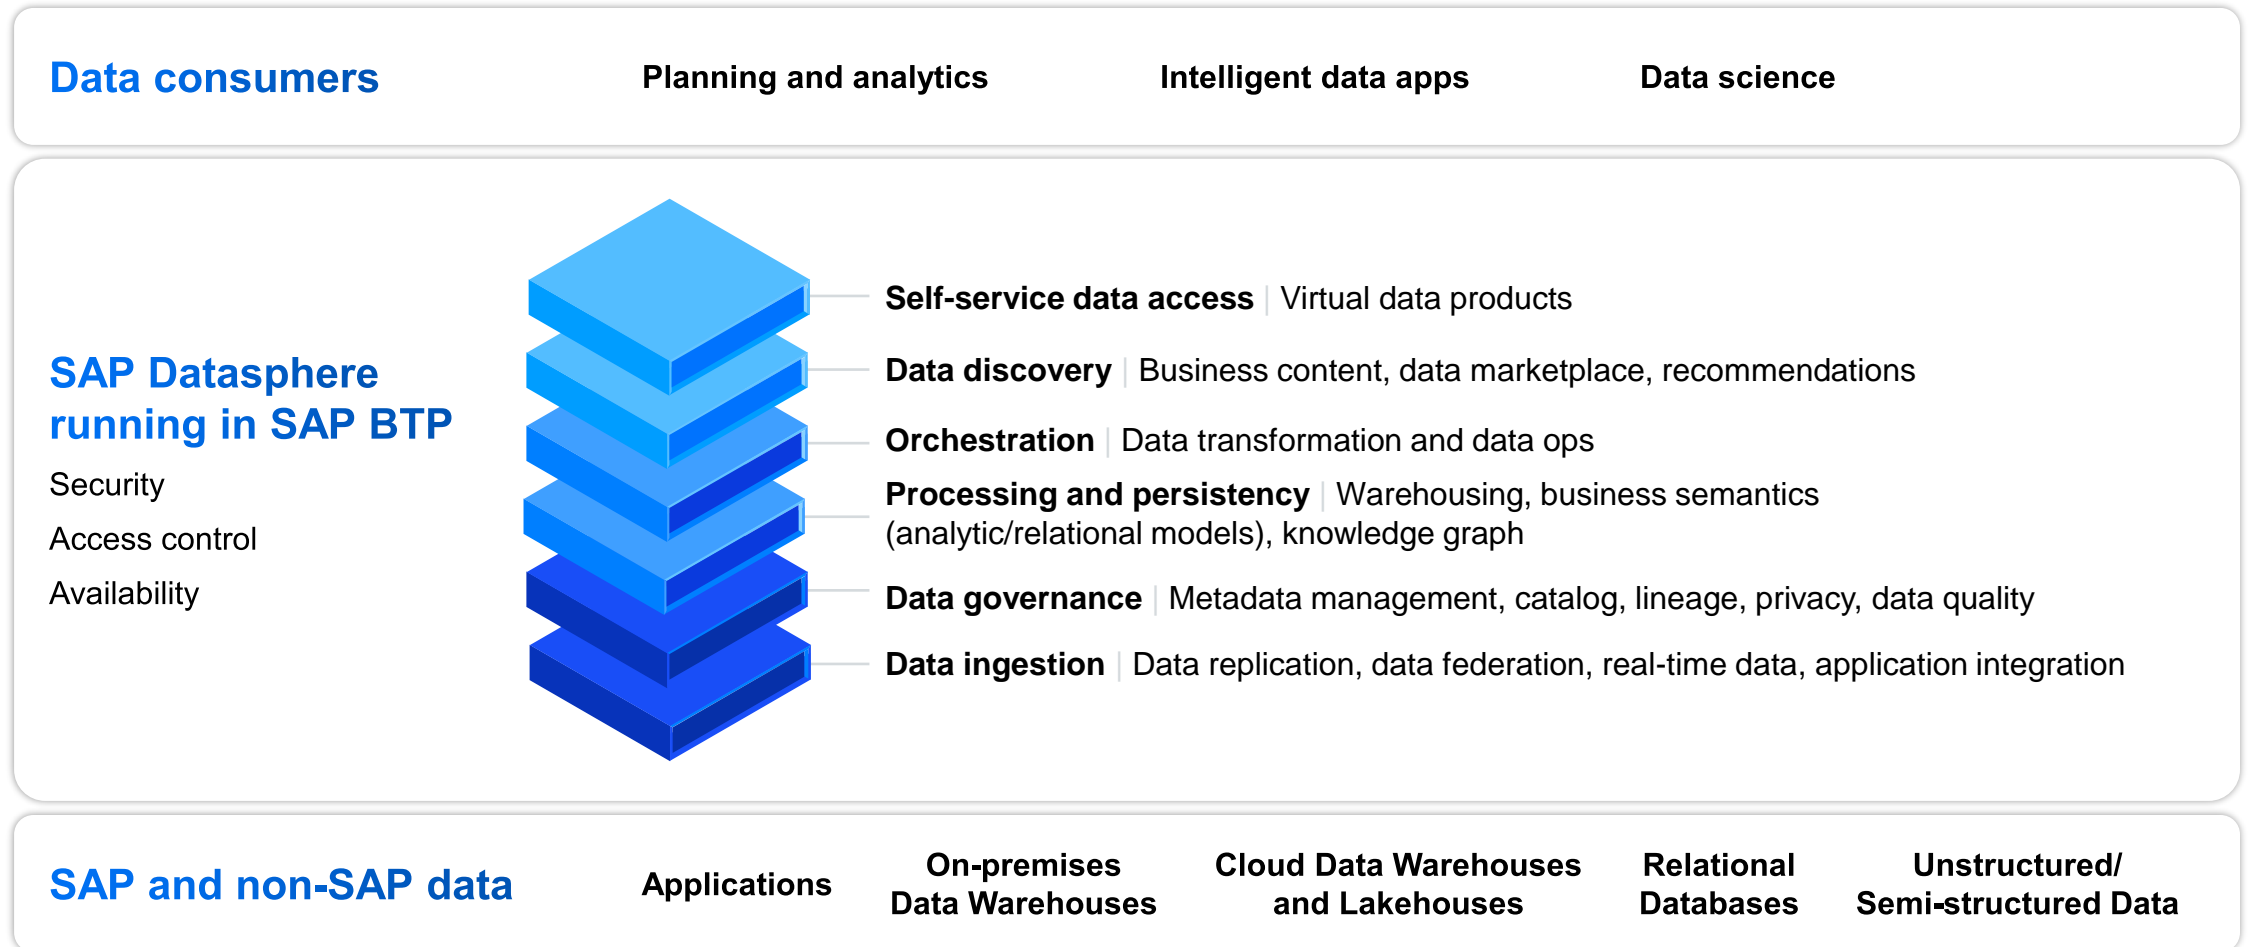 Data consumers
Planning and analytics
Intelligent data apps
Data science
SAP Datasphere
running in SAP BTP
Security
Access control
Availability
Self-service data access | Virtual data products
Data discovery | Business content, data marketplace, recommendations
Orchestration | Data transformation and data ops
Processing and persistency | Warehousing, business semantics
(analytic/relational models), knowledge graph
Data governance | Metadata management, catalog, lineage, privacy, data quality
Data ingestion | Data replication, data federation, real-time data, application integration
SAP and non-SAP data
Applications
On-premises
Data Warehouses
Cloud Data Warehouses
and Lakehouses
Relational
Databases
Unstructured/
Semi-structured Data